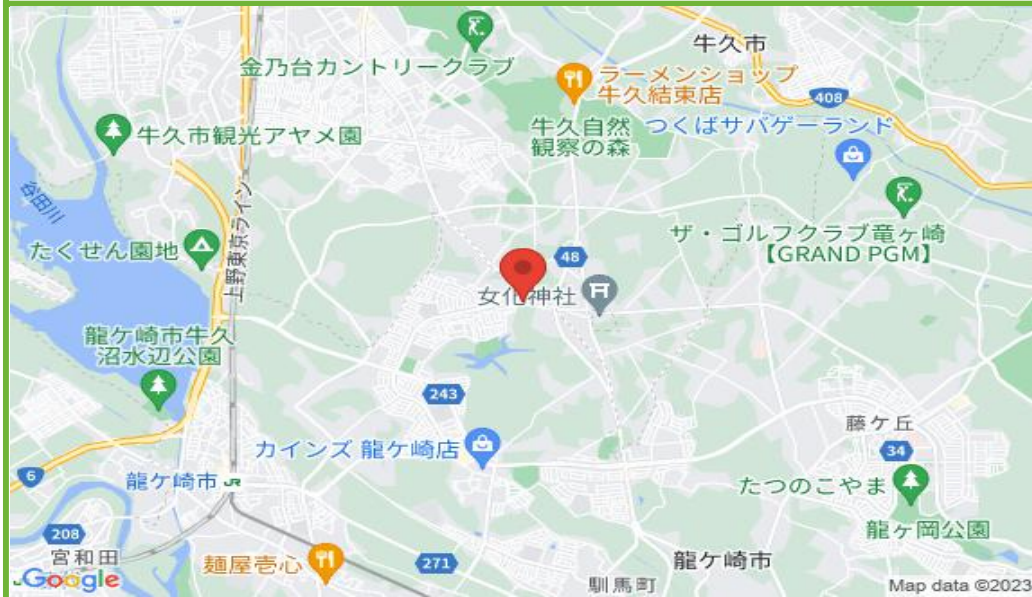 牛久市
金乃台カントリークラブ
ラーメンショップ
牛久結束店
408
牛久市観光アヤメ園
牛久自然
観察の森
つくばサバゲーランド
谷田川
上野東京ライン
たくせん園地
ザ・ゴルフクラブ竜ヶ崎
【GRAND PGM】
48
女化神社
龍ケ崎市牛久
沼水辺公園
243
藤ケ丘
カインズ 龍ケ崎店
34
6
龍ケ崎市
JR
たつのこやま
208
龍ヶ岡公園
宮和田
麺屋壱心
271
龍ケ崎市
馴馬町
Google
Map data ©2023